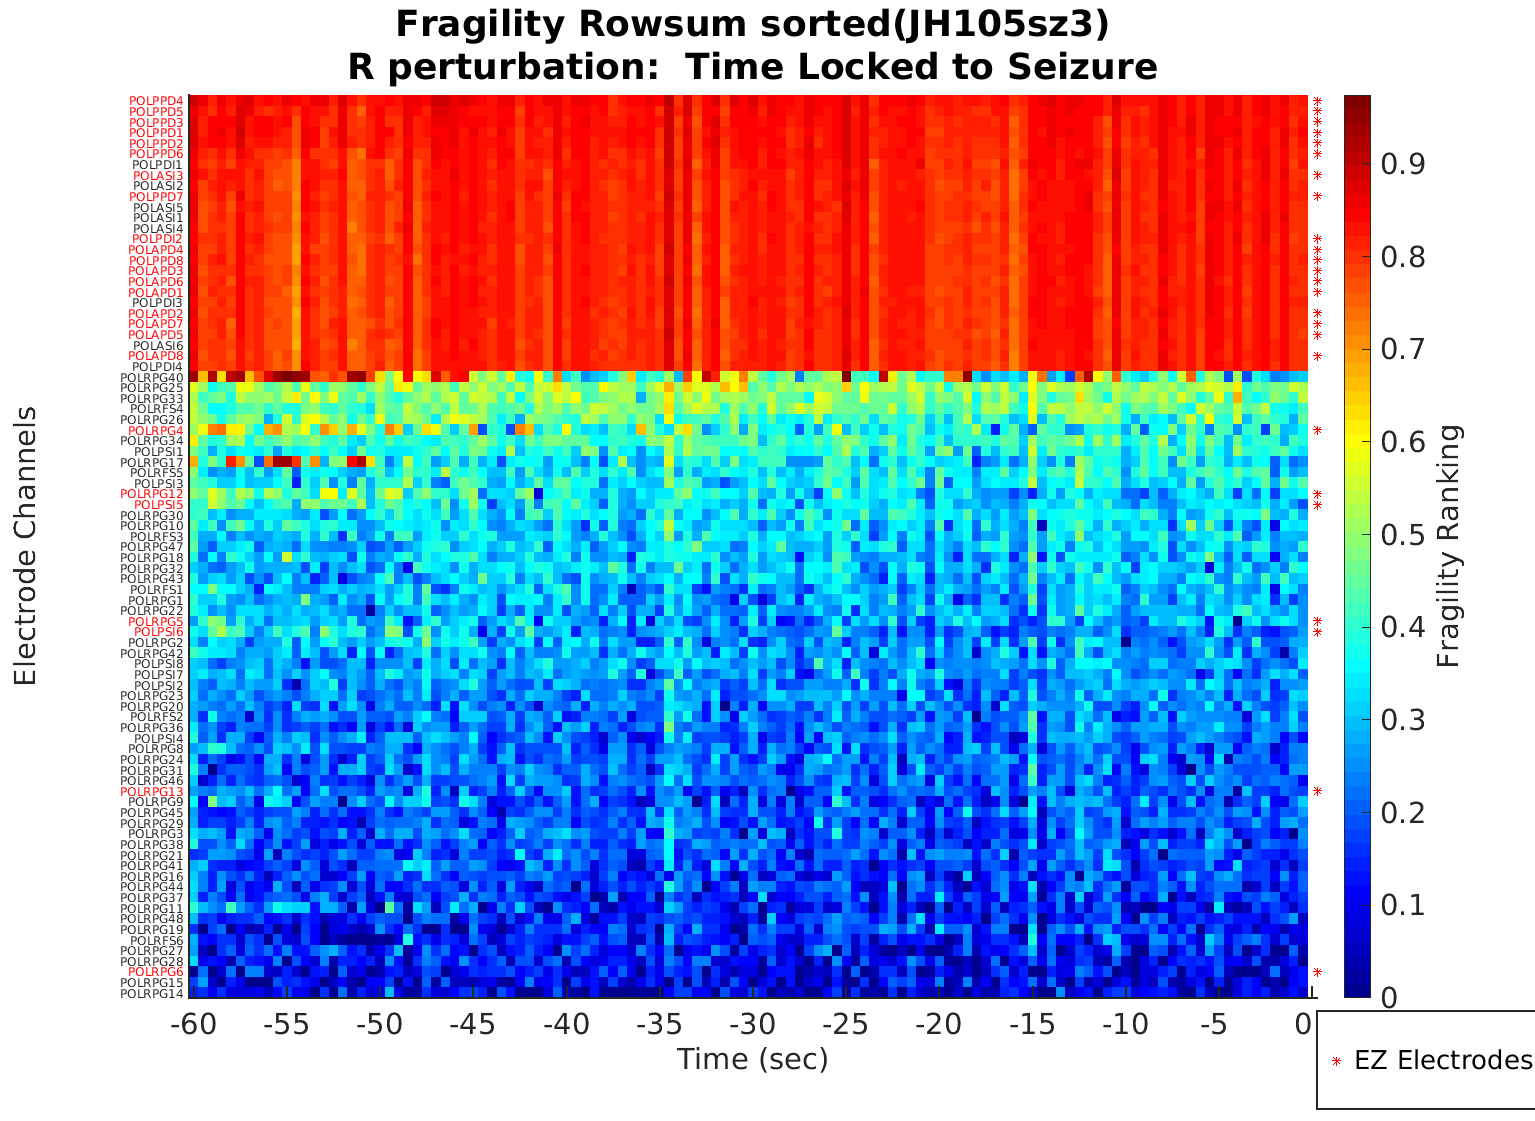 Fragility Rowsum sorted(JH105sz3)
R perturbation:  Time Locked to Seizure
Electrode Channels
POLPPD4
POLPPD5
POLPPD3
POLPPD1
POLPPD2
POLPPD6
POLPDI1
POLASI3
POLASI2
POLPPD7
POLASI5
POLASI1
POLASI4
POLPDI2
POLAPD4
POLPPD8
POLAPD3
POLAPD6
POLAPD1
POLPDI3
POLAPD2
POLAPD7
POLAPD5
POLASI6
POLAPD8
POLPDI4
POLRPG40
POLRPG25
POLRPG33
POLRFS4
POLRPG26
POLRPG4
POLRPG34
POLPSI1
POLRPG17
POLRFS5
POLPSI3
POLRPG12
POLPSI5
POLRPG30
POLRPG10
POLRFS3
POLRPG47
POLRPG18
POLRPG32
POLRPG43
POLRFS1
POLRPG1
POLRPG22
POLRPG5
POLPSI6
POLRPG2
POLRPG42
POLPSI8
POLPSI7
POLPSI2
POLRPG23
POLRPG20
POLRFS2
POLRPG36
POLPSI4
POLRPG8
POLRPG24
POLRPG31
POLRPG46
POLRPG13
POLRPG9
POLRPG45
POLRPG29
POLRPG3
POLRPG38
POLRPG21
POLRPG41
POLRPG16
POLRPG44
POLRPG37
POLRPG11
POLRPG48
POLRPG19
POLRFS6
POLRPG27
POLRPG28
POLRPG6
POLRPG15
POLRPG14
-60 -55 -50 -45 -40 -35 -30 -25 -20 -15 -10 -5 0
Time (sec)
0.9
0.8
0.7
0.6
0.5
0.4
0.3
0.2
0.1
0
Fragility Ranking
EZ Electrodes